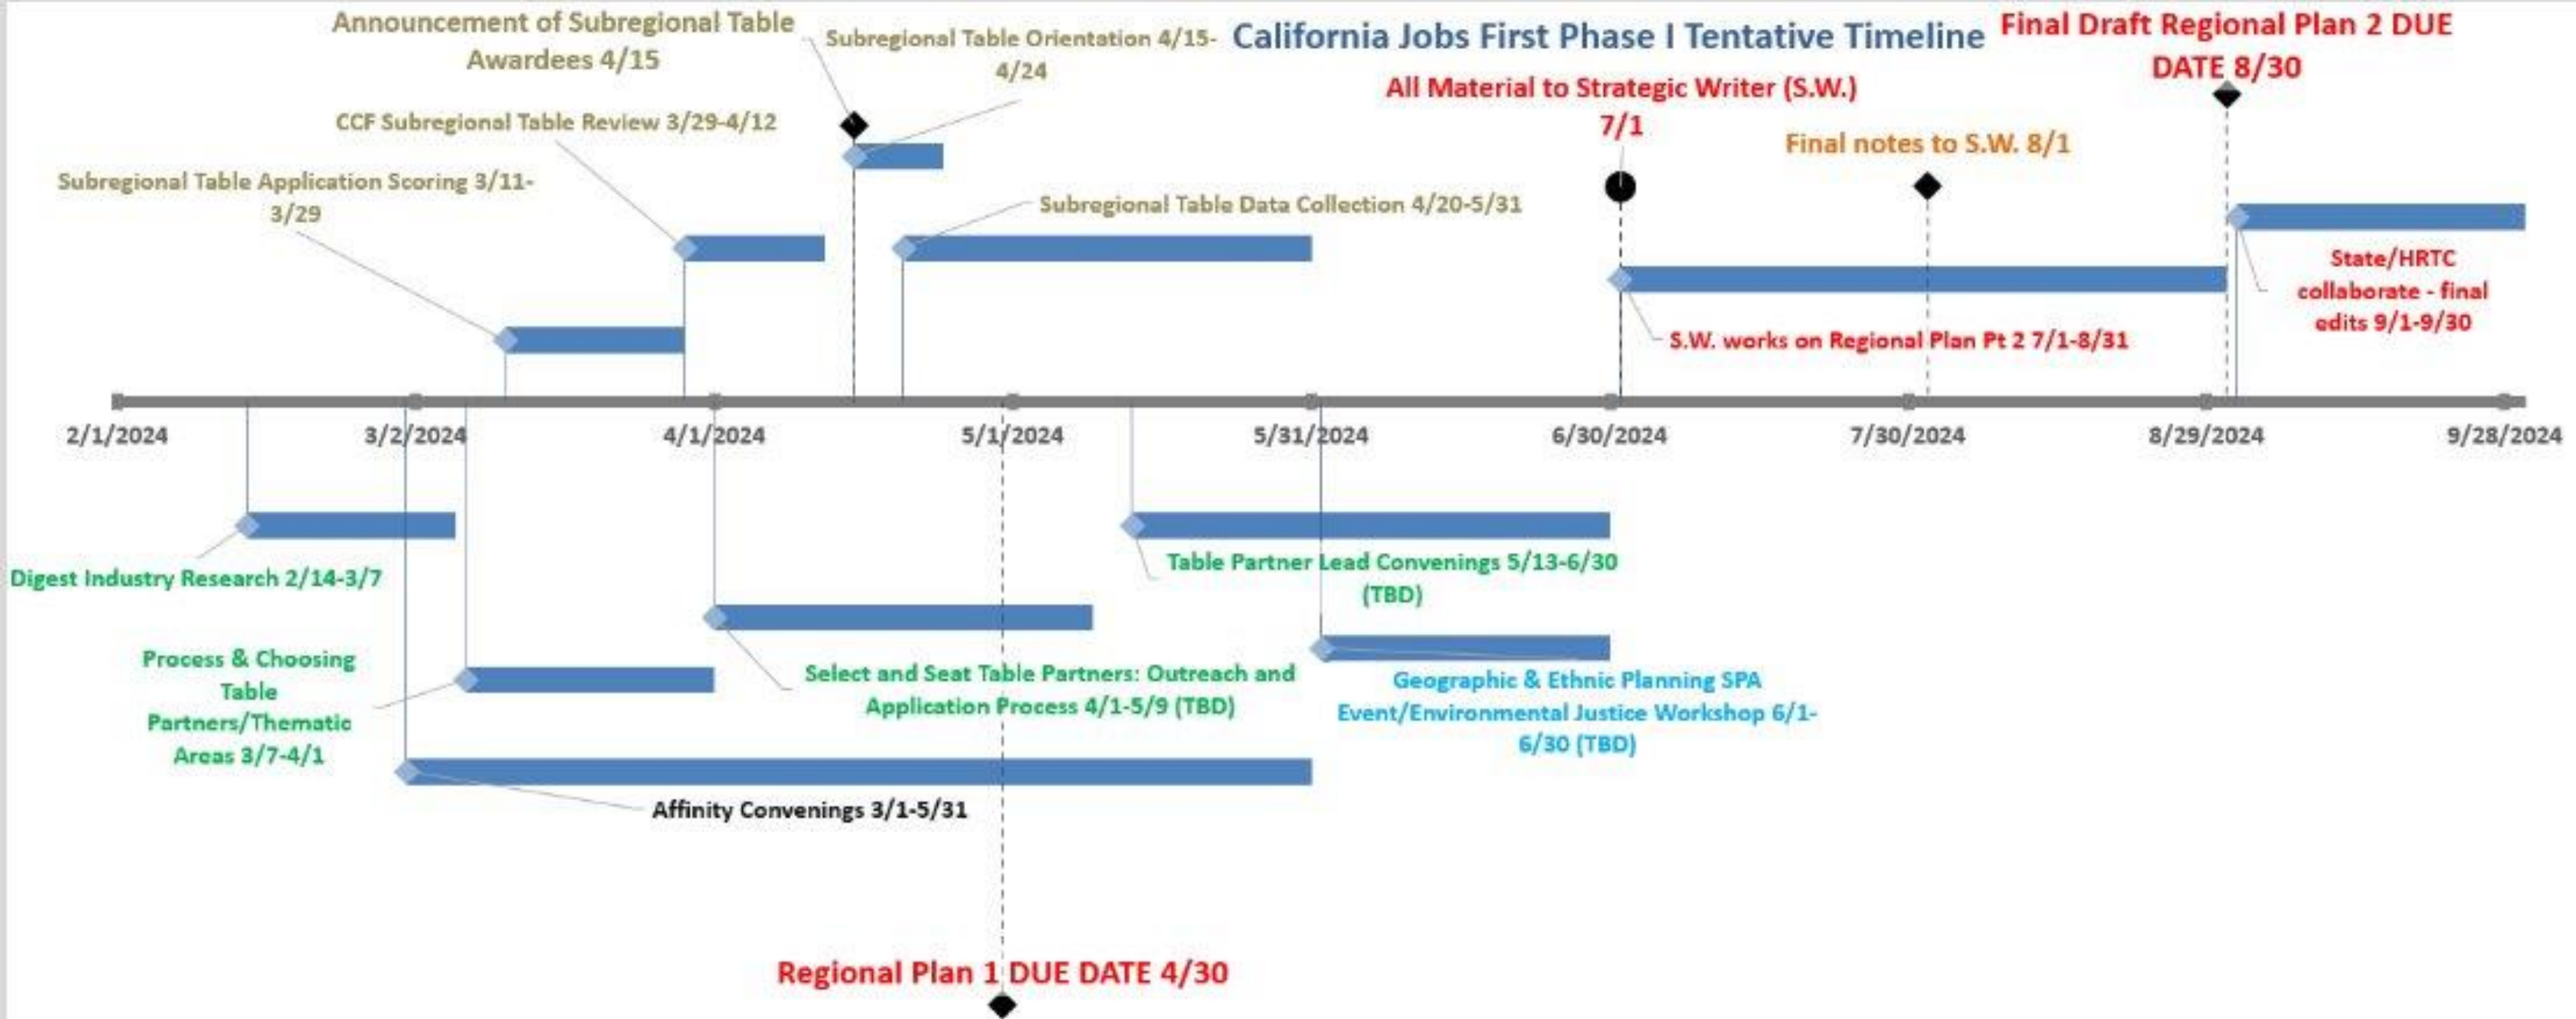 Announcement of Subregional Table
Awardees 4/15
Subregional Table Orientation 4/15-
4/24
California Jobs First Phase I Tentative Timeline
Final Draft Regional Plan 2 DUE
DATE 8/30
All Material to Strategic Writer (S.W.)
7/1
CCF Subregional Table Review 3/29-4/12
Final notes to S.W. 8/1
Subregional Table Application Scoring 3/11-
3/29
Subregional Table Data Collection 4/20-5/31
State/HRTC
collaborate - final
edits 9/1-9/30
S.W. works on Regional Plan Pt 2 7/1-8/31
2/1/2024
3/2/2024
4/1/2024
5/1/2024
5/31/2024
6/30/2024
7/30/2024
8/29/2024
9/28/2024
Digest Industry Research 2/14-3/7
Table Partner Lead Convenings 5/13-6/30
(TBD)
Process & Choosing
Table
Partners/Thematic
Areas 3/7-4/1
Select and Seat Table Partners: Outreach and
Application Process 4/1-5/9 (TBD)
Geographic & Ethnic Planning SPA
Event/Environmental Justice Workshop 6/1-
6/30 (TBD)
Affinity Convenings 3/1-5/31
Regional Plan 1 DUE DATE 4/30